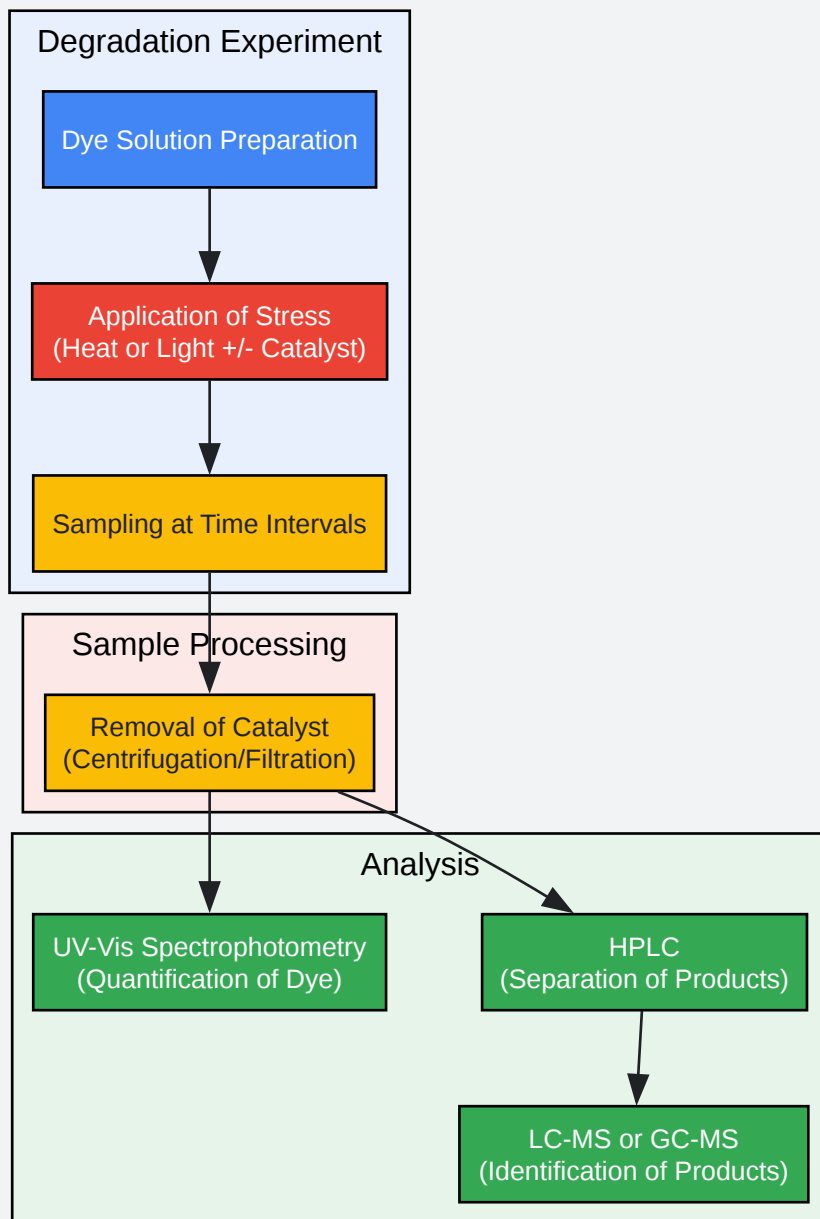 Degradation Experiment
Dye Solution Preparation
Application of Stress
(Heat or Light +/- Catalyst)
Sampling at Time Intervals
Sample Processing
Removal of Catalyst
(Centrifugation/Filtration)
Analysis
UV-Vis Spectrophotometry
(Quantification of Dye)
HPLC
(Separation of Products)
LC-MS or GC-MS
(Identification of Products)